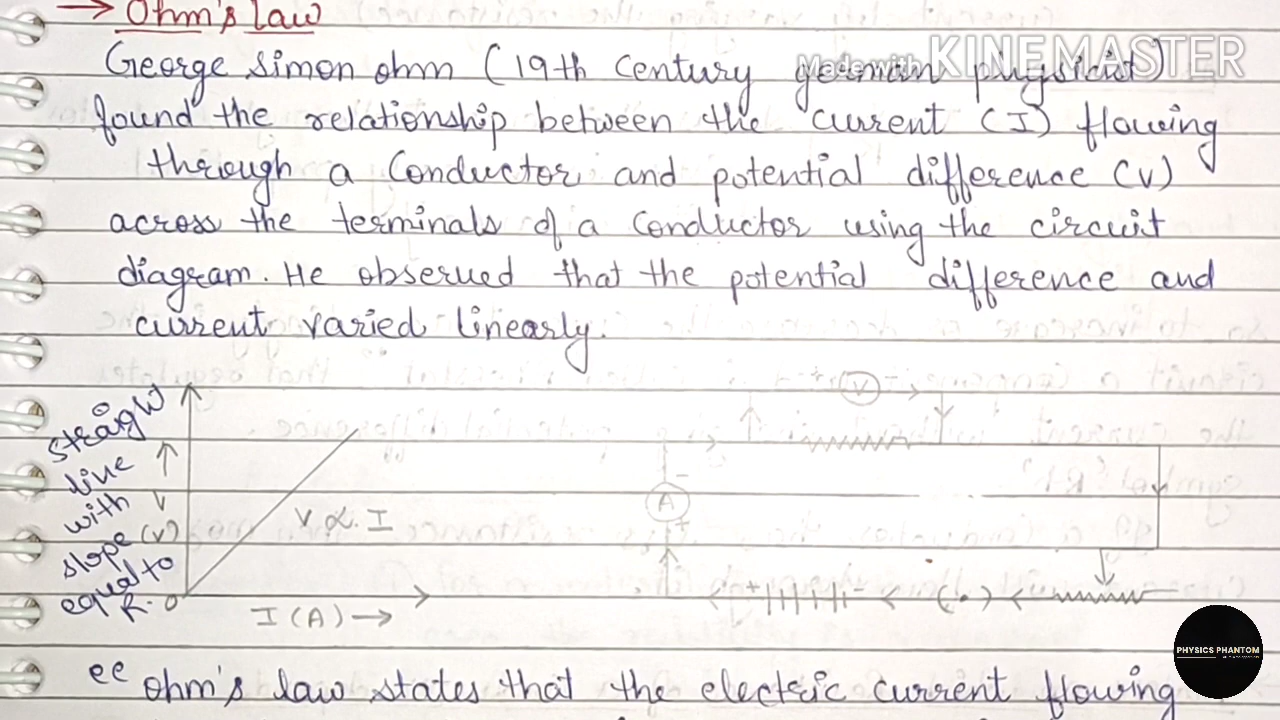 → Ohm's law
Made with KINEMASTER
George Simon ohm (19th Century german physicist)
found the relationship between the current (I) flowing
through a conductor and potential difference (V)
across the terminals of a conductor using the circuit
diagram. He observed that the potential difference and
current varied linearly.
straight
line ↑
with V
slope (V)
equal to
R.
0
V ∝ I
I (A) →
+ V
- A +
+ -
(•)
PHYSICS PHANTOM
ee ohm's law states that the electric current flowing